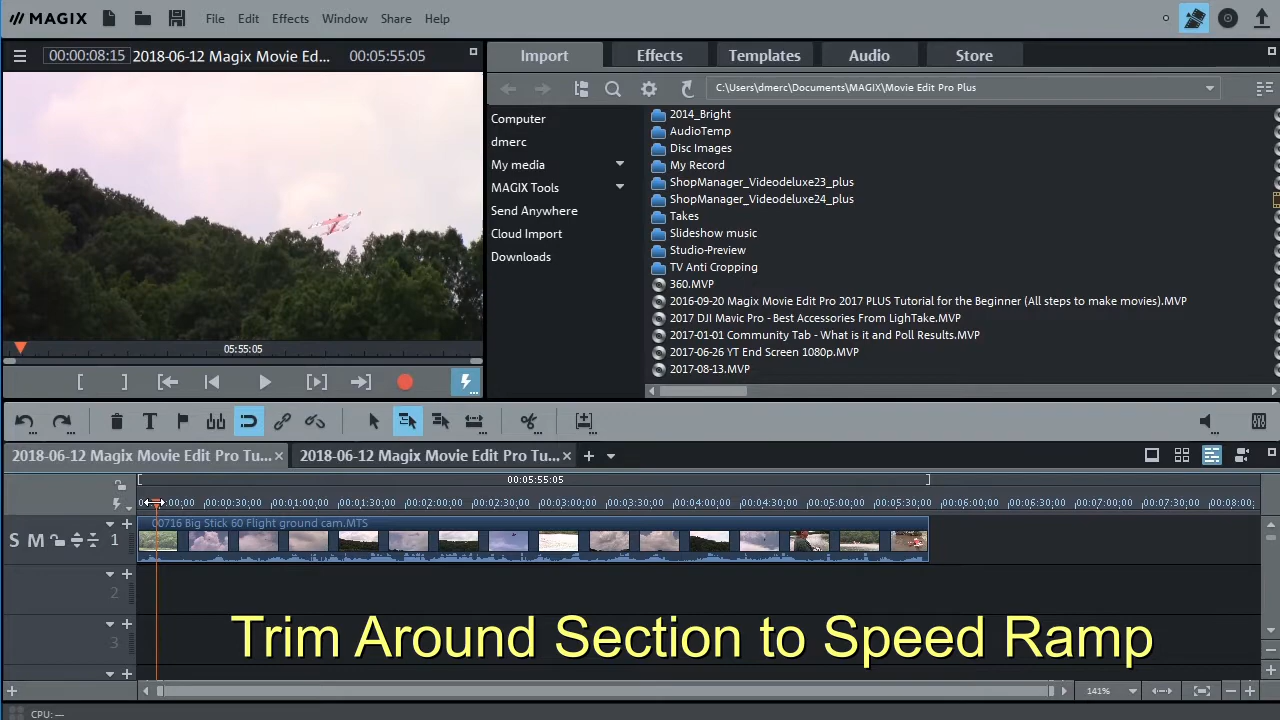 MAGIX
File
Edit
Effects
Window
Share
Help
00:00:08:15
2018-06-12 Magix Movie Ed...
00:05:55:05
Import
Effects
Templates
Audio
Store
C:\Users\dmerc\Documents\MAGIX\Movie Edit Pro Plus
Computer
dmerc
My media
MAGIX Tools
Send Anywhere
Cloud Import
Downloads
2014_Bright
AudioTemp
Disc Images
My Record
ShopManager_Videodeluxe23_plus
ShopManager_Videodeluxe24_plus
Takes
Slideshow music
Studio-Preview
TV Anti Cropping
360.MVP
2016-09-20 Magix Movie Edit Pro 2017 PLUS Tutorial for the Beginner (All steps to make movies).MVP
2017 DJI Mavic Pro - Best Accessories From LighTake.MVP
2017-01-01 Community Tab - What is it and Poll Results.MVP
2017-06-26 YT End Screen 1080p.MVP
2017-08-13.MVP
05:55:05
2018-06-12 Magix Movie Edit Pro Tu...
2018-06-12 Magix Movie Edit Pro Tu...
00:05:55:05
00:00:30:00
00:01:00:00
00:01:30:00
00:02:00:00
00:02:30:00
00:03:00:00
00:03:30:00
00:04:00:00
00:04:30:00
00:05:00:00
00:05:30:00
00:06:00:00
00:06:30:00
00:07:00:00
00:07:30:00
00:08:00
00716 Big Stick 60 Flight ground cam.MTS
S M 1
2
3
Trim Around Section to Speed Ramp
141%
CPU: —